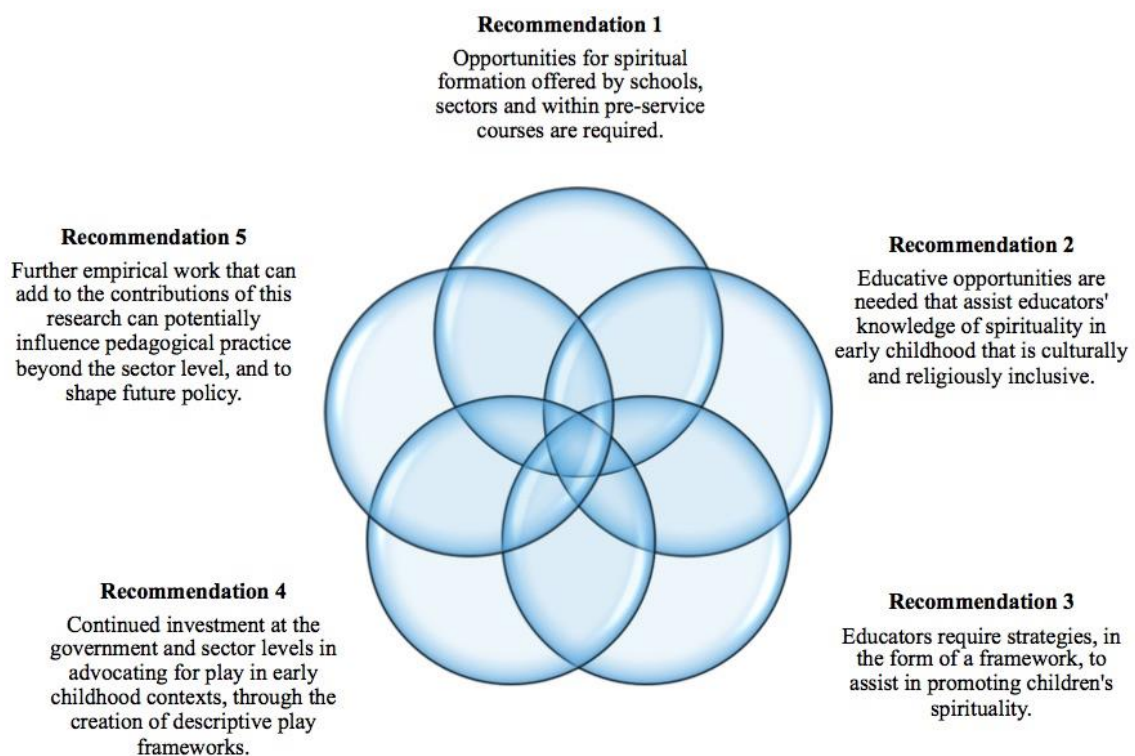 Recommendation 1
Opportunities for spiritual
formation offered by schools,
sectors and within pre-service
courses are required.
Recommendation 2
Educative opportunities are
needed that assist educators'
knowledge of spirituality in
early childhood that is culturally
and religiously inclusive.
Recommendation 3
Educators require strategies, in
the form of a framework, to
assist in promoting children's
spirituality.
Recommendation 4
Continued investment at the
government and sector levels in
advocating for play in early
childhood contexts, through the
creation of descriptive play
frameworks.
Recommendation 5
Further empirical work that can
add to the contributions of this
research can potentially
influence pedagogical practice
beyond the sector level, and to
shape future policy.